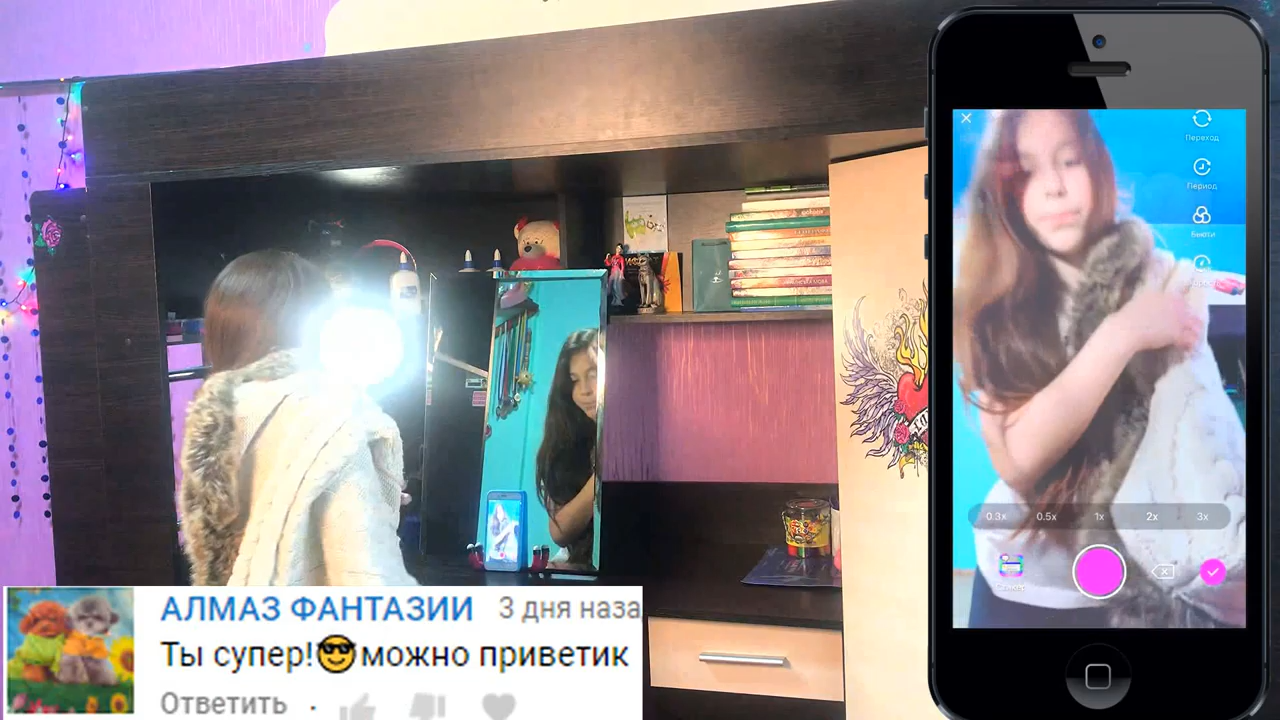 Переход
Период
Бьюти
0.3x 0.5x 1x 2x 3x
АЛМАЗ ФАНТАЗИИ 3 дня наза
Ты супер!😎можно приветик
Ответить